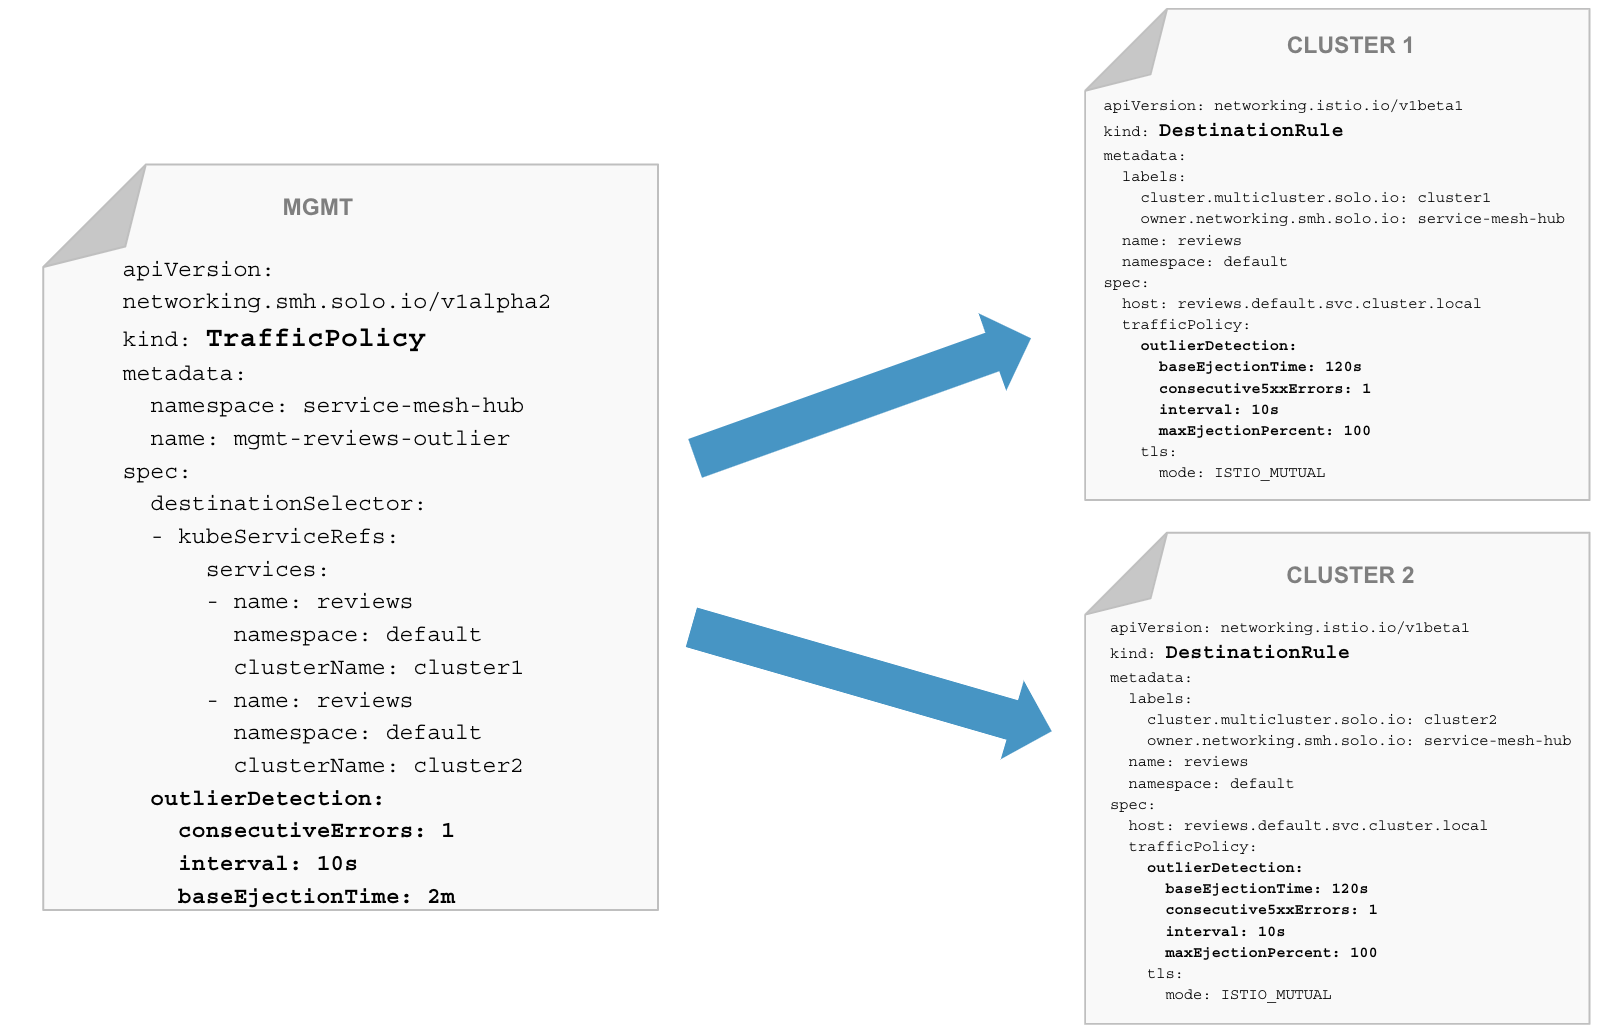 MGMT
apiVersion:
networking.smh.solo.io/v1alpha2
kind: TrafficPolicy
metadata:
  namespace: service-mesh-hub
  name: mgmt-reviews-outlier
spec:
  destinationSelector:
  - kubeServiceRefs:
      services:
      - name: reviews
        namespace: default
        clusterName: cluster1
      - name: reviews
        namespace: default
        clusterName: cluster2
  outlierDetection:
    consecutiveErrors: 1
    interval: 10s
    baseEjectionTime: 2m
CLUSTER 1
apiVersion: networking.istio.io/v1beta1
kind: DestinationRule
metadata:
  labels:
    cluster.multicluster.solo.io: cluster1
    owner.networking.smh.solo.io: service-mesh-hub
  name: reviews
  namespace: default
spec:
  host: reviews.default.svc.cluster.local
  trafficPolicy:
    outlierDetection:
      baseEjectionTime: 120s
      consecutive5xxErrors: 1
      interval: 10s
      maxEjectionPercent: 100
    tls:
      mode: ISTIO_MUTUAL
CLUSTER 2
apiVersion: networking.istio.io/v1beta1
kind: DestinationRule
metadata:
  labels:
    cluster.multicluster.solo.io: cluster2
    owner.networking.smh.solo.io: service-mesh-hub
  name: reviews
  namespace: default
spec:
  host: reviews.default.svc.cluster.local
  trafficPolicy:
    outlierDetection:
      baseEjectionTime: 120s
      consecutive5xxErrors: 1
      interval: 10s
      maxEjectionPercent: 100
    tls:
      mode: ISTIO_MUTUAL